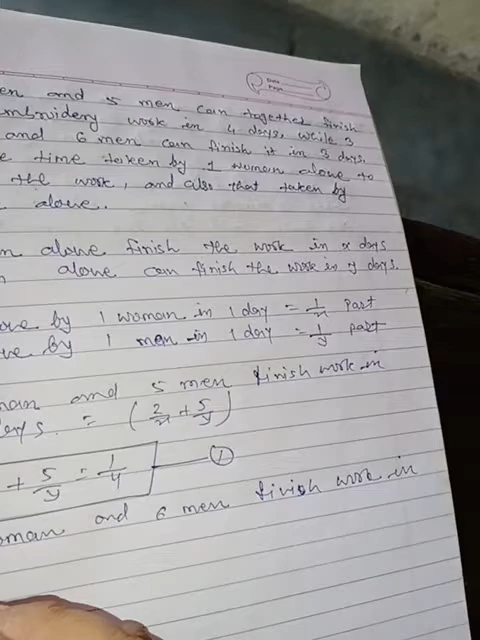 Date
Page
en and 5 men can together finish
embroidery work in 4 days, while 3
and 6 men can finish it in 3 days.
e time taken by 1 woman alone to
the work, and also that taken by
alone.
n alone finish the work in x days
alone can finish the work in y days.
one by 1 woman in 1 day = 1/x part
ne by 1 men in 1 day = 1/y part
man and 5 men finish work in
days = (2/x + 5/y)
+ 5/y = 1/4 — ①
oman and 6 men finish work in